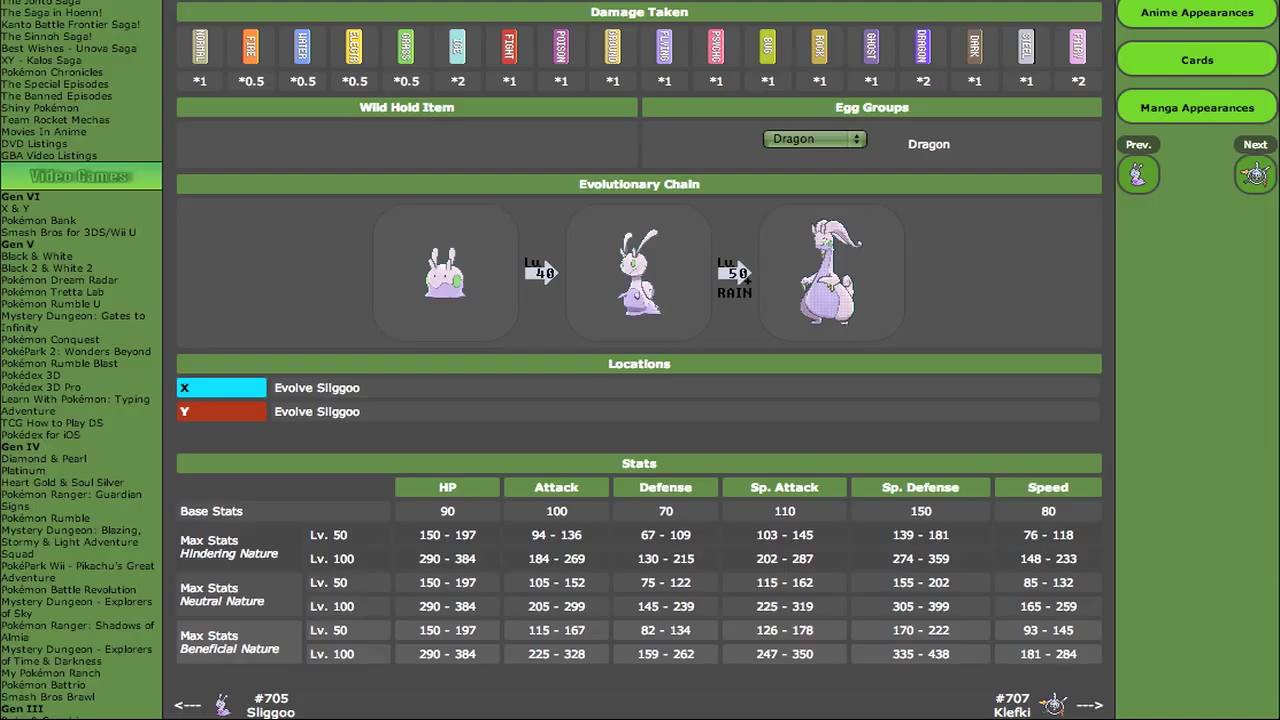 The Johto Saga
The Saga in Hoenn!
Kanto Battle Frontier Saga!
The Sinnoh Saga!
Best Wishes - Unova Saga
XY - Kalos Saga
Pokémon Chronicles
The Special Episodes
The Banned Episodes
Shiny Pokémon
Team Rocket Mechas
Movies In Anime
DVD Listings
GBA Video Listings
Video Games
Gen VI
X & Y
Pokémon Bank
Smash Bros for 3DS/Wii U
Gen V
Black & White
Black 2 & White 2
Pokémon Dream Radar
Pokémon Tretta Lab
Pokémon Rumble U
Mystery Dungeon: Gates to
Infinity
Pokémon Conquest
PokéPark 2: Wonders Beyond
Pokémon Rumble Blast
Pokédex 3D
Pokédex 3D Pro
Learn With Pokémon: Typing
Adventure
TCG How to Play DS
Pokédex for iOS
Gen IV
Diamond & Pearl
Platinum
Heart Gold & Soul Silver
Pokémon Ranger: Guardian
Signs
Pokémon Rumble
Mystery Dungeon: Blazing,
Stormy & Light Adventure
Squad
PokéPark Wii - Pikachu's Great
Adventure
Pokémon Battle Revolution
Mystery Dungeon - Explorers
of Sky
Pokémon Ranger: Shadows of
Almia
Mystery Dungeon - Explorers
of Time & Darkness
My Pokémon Ranch
Pokémon Battrio
Smash Bros Brawl
Gen III
Damage Taken
NORMAL FIRE WATER ELECTR GRASS ICE FIGHT POISON GROUND FLYING PSYCHC BUG ROCK GHOST DRAGON DARK STEEL FAIRY
*1 *0.5 *0.5 *0.5 *0.5 *2 *1 *1 *1 *1 *1 *1 *1 *1 *2 *1 *1 *2
Wild Hold Item Egg Groups
Dragon Dragon
Evolutionary Chain
Lv. 40
Lv. 50 + RAIN
Locations
X Evolve Sliggoo
Y Evolve Sliggoo
Stats
HP Attack Defense Sp. Attack Sp. Defense Speed
Base Stats 90 100 70 110 150 80
Max Stats
Hindering Nature
Lv. 50 150 - 197 94 - 136 67 - 109 103 - 145 139 - 181 76 - 118
Lv. 100 290 - 384 184 - 269 130 - 215 202 - 287 274 - 359 148 - 233
Max Stats
Neutral Nature
Lv. 50 150 - 197 105 - 152 75 - 122 115 - 162 155 - 202 85 - 132
Lv. 100 290 - 384 205 - 299 145 - 239 225 - 319 305 - 399 165 - 259
Max Stats
Beneficial Nature
Lv. 50 150 - 197 115 - 167 82 - 134 126 - 178 170 - 222 93 - 145
Lv. 100 290 - 384 225 - 328 159 - 262 247 - 350 335 - 438 181 - 284
<--- #705
Sliggoo
#707
Klefki --->
Anime Appearances
Cards
Manga Appearances
Prev. Next